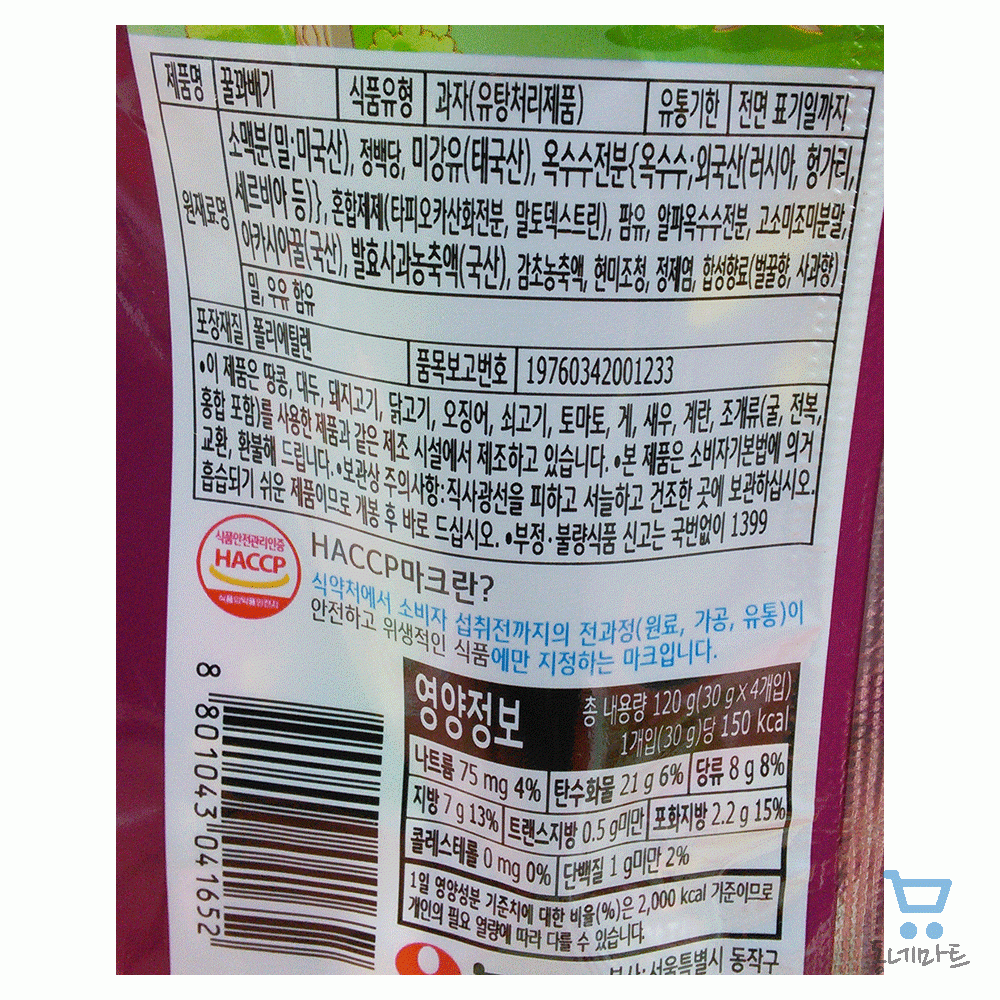 제품명 꿀꽈배기 식품유형 과자(유탕처리제품) 유통기한 전면 표기일까지
원재료명
소맥분(밀;미국산), 정백당, 미강유(태국산), 옥수수전분{옥수수;외국산(러시아, 헝가리,
세르비아 등)}, 혼합제제(타피오카산화전분, 말토덱스트린), 팜유, 알파옥수수전분, 고소미조미분말,
아카시아꿀(국산), 발효사과농축액(국산), 감초농축액, 현미조청, 정제염, 합성향료(벌꿀향, 사과향)
밀, 우유 함유
포장재질 폴리에틸렌 품목보고번호 19760342001233
•이 제품은 땅콩, 대두, 돼지고기, 닭고기, 오징어, 쇠고기, 토마토, 게, 새우, 계란, 조개류(굴, 전복,
홍합 포함)를 사용한 제품과 같은 제조 시설에서 제조하고 있습니다. •본 제품은 소비자기본법에 의거
교환, 환불해 드립니다. •보관상 주의사항:직사광선을 피하고 서늘하고 건조한 곳에 보관하십시오.
흡습되기 쉬운 제품이므로 개봉 후 바로 드십시오. •부정·불량식품 신고는 국번없이 1399
식품안전관리인증
HACCP
식품의약품안전처
HACCP마크란?
식약처에서 소비자 섭취전까지의 전과정(원료, 가공, 유통)이
안전하고 위생적인 식품에만 지정하는 마크입니다.
8 801043 041652
영양정보
총 내용량 120 g(30 g X 4개입)
1개입(30 g)당 150 kcal
나트륨 75 mg 4% 탄수화물 21 g 6% 당류 8 g 8%
지방 7 g 13% 트랜스지방 0.5 g미만 포화지방 2.2 g 15%
콜레스테롤 0 mg 0% 단백질 1 g미만 2%
1일 영양성분 기준치에 대한 비율(%)은 2,000 kcal 기준이므로
개인의 필요 열량에 따라 다를 수 있습니다.
본사:서울특별시 동작구